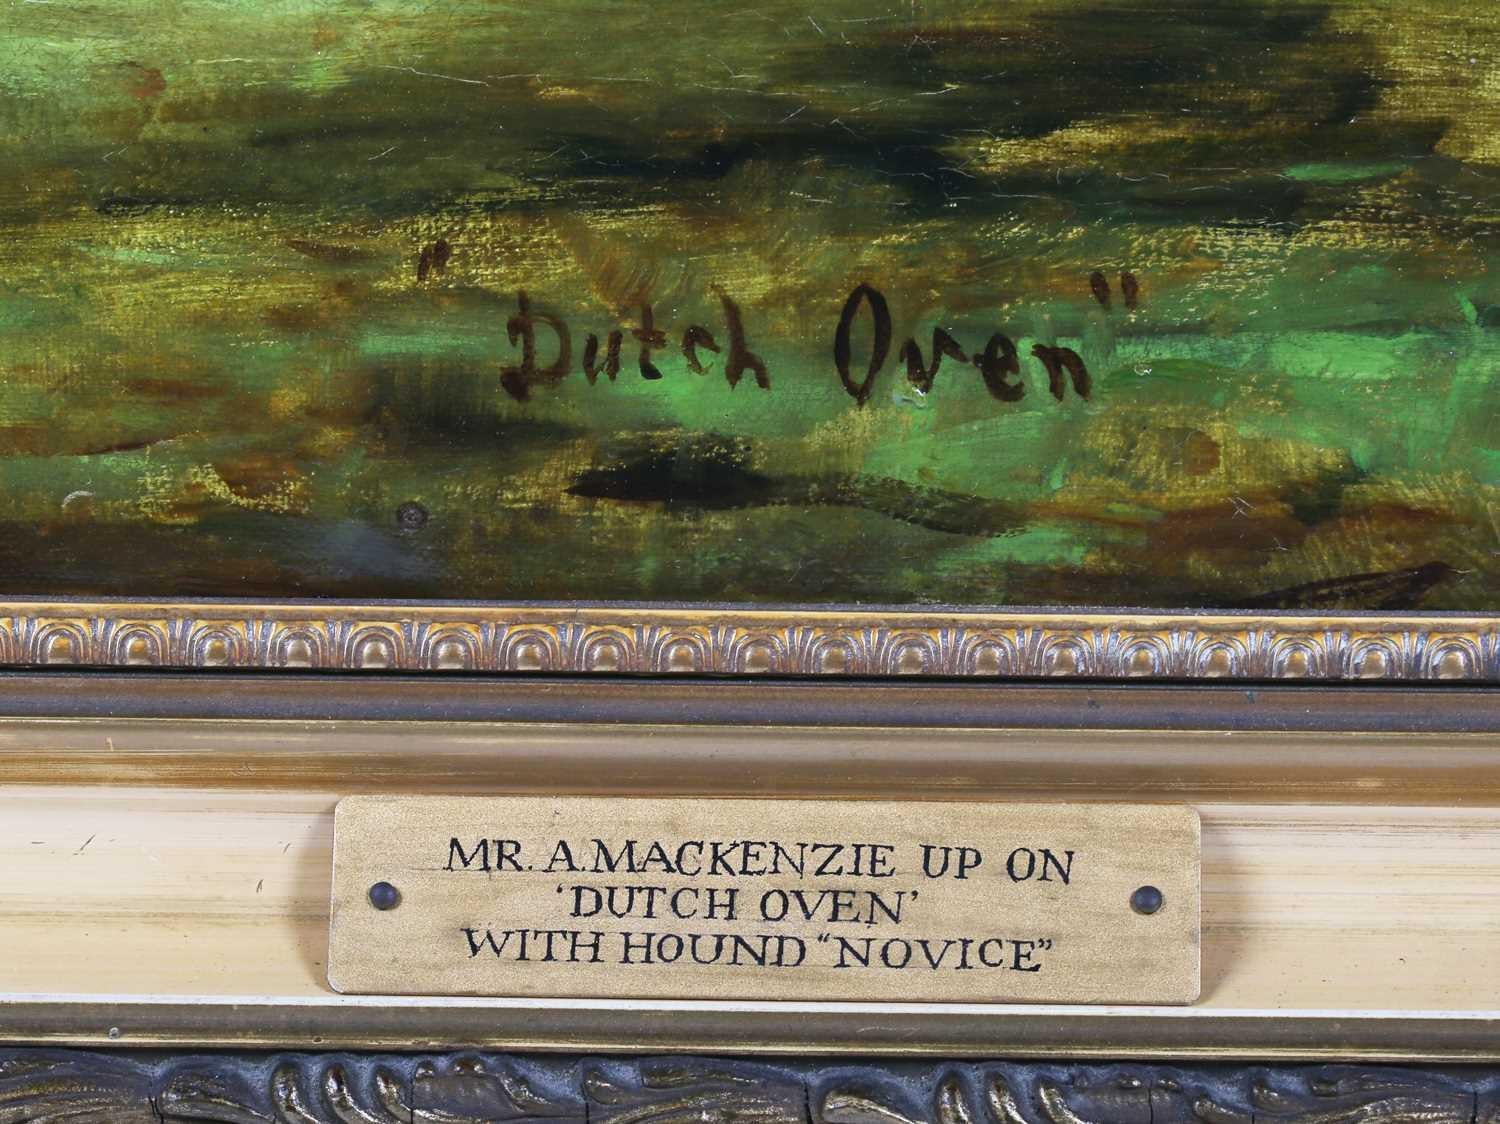 "Dutch Oven"
MR. A.MACKENZIE UP ON
‘DUTCH OVEN’
WITH HOUND “NOVICE”